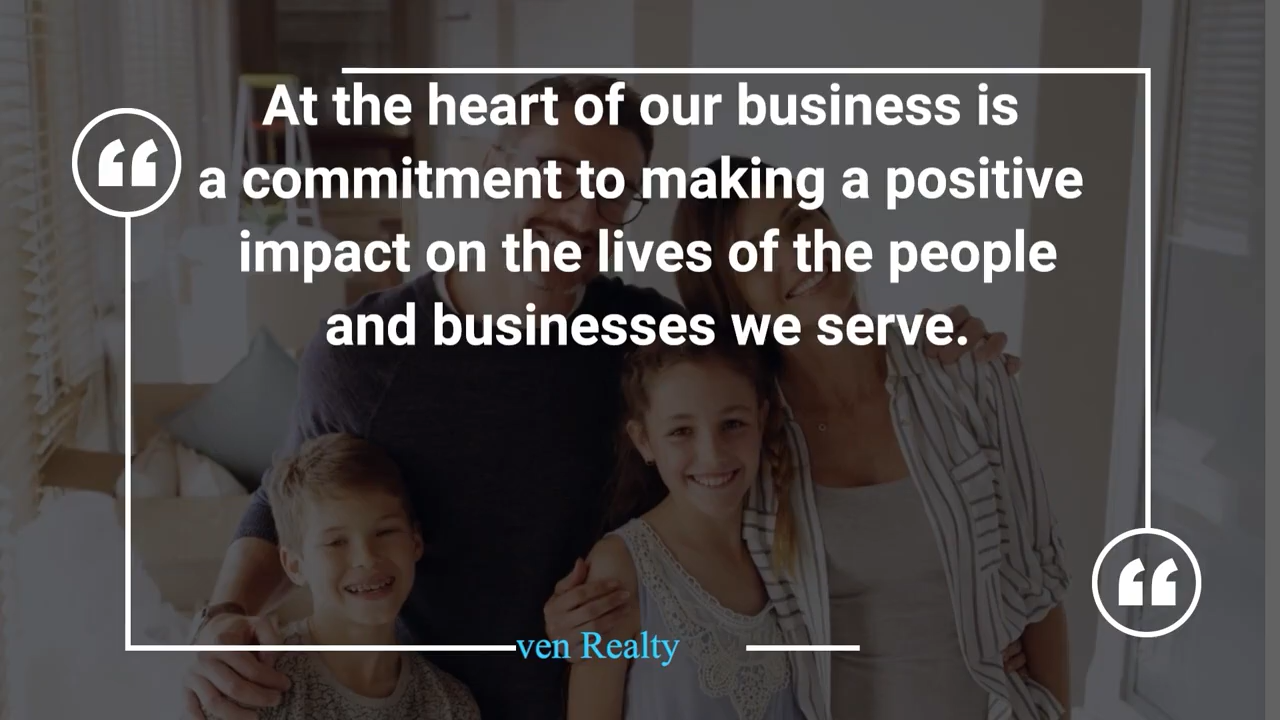 At the heart of our business is
a commitment to making a positive
impact on the lives of the people
and businesses we serve.
ven Realty